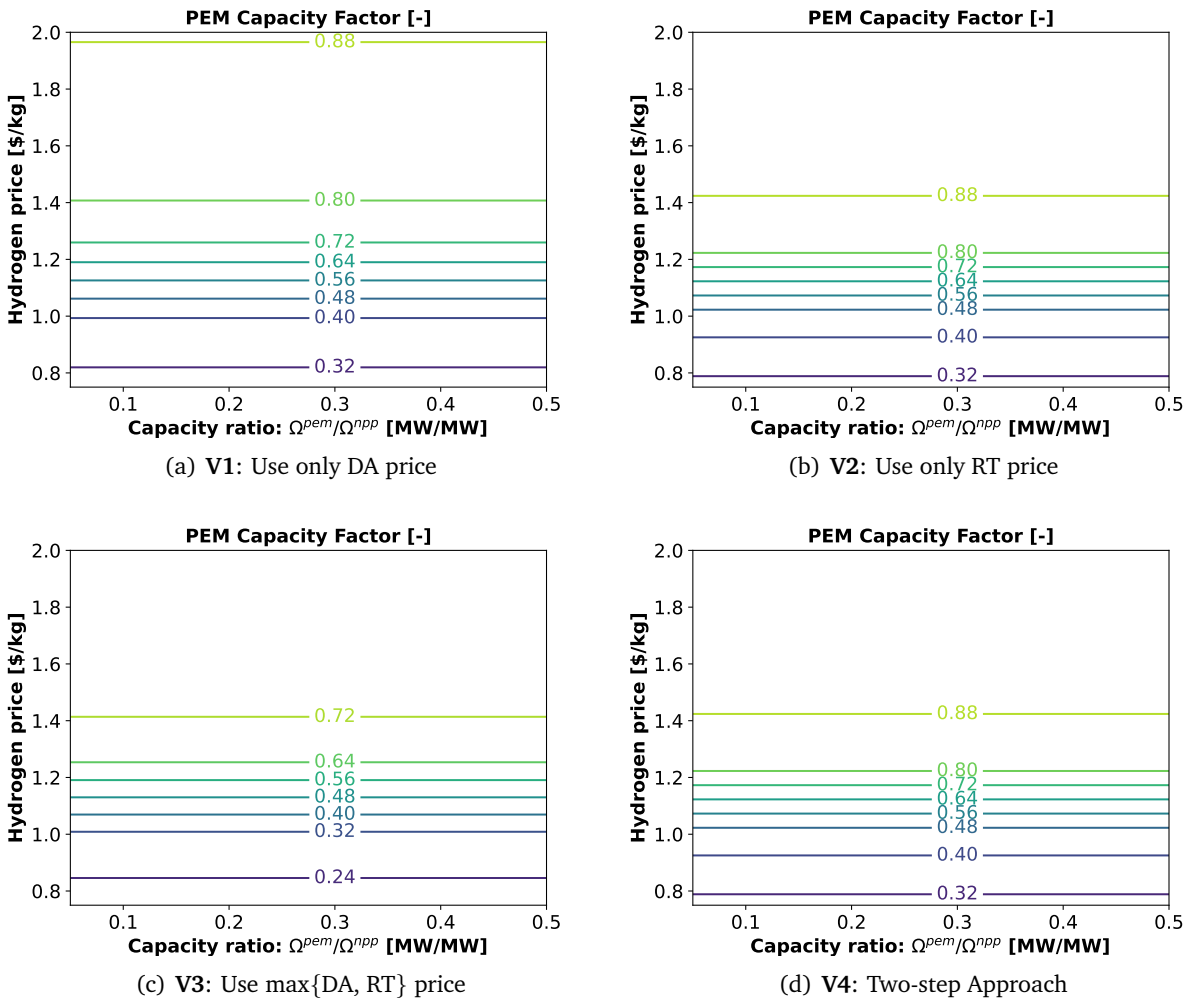 PEM Capacity Factor [-]
2.0
1.8
1.6
1.4
1.2
1.0
0.8
Hydrogen price [$/kg]
0.88
0.80
0.72
0.64
0.56
0.48
0.40
0.32
0.1 0.2 0.3 0.4 0.5
Capacity ratio: Ω^pem/Ω^npp [MW/MW]
(a) V1: Use only DA price
PEM Capacity Factor [-]
2.0
1.8
1.6
1.4
1.2
1.0
0.8
Hydrogen price [$/kg]
0.88
0.80
0.72
0.64
0.56
0.48
0.40
0.32
0.1 0.2 0.3 0.4 0.5
Capacity ratio: Ω^pem/Ω^npp [MW/MW]
(b) V2: Use only RT price
PEM Capacity Factor [-]
2.0
1.8
1.6
1.4
1.2
1.0
0.8
Hydrogen price [$/kg]
0.72
0.64
0.56
0.48
0.40
0.32
0.24
0.1 0.2 0.3 0.4 0.5
Capacity ratio: Ω^pem/Ω^npp [MW/MW]
(c) V3: Use max{DA, RT} price
PEM Capacity Factor [-]
2.0
1.8
1.6
1.4
1.2
1.0
0.8
Hydrogen price [$/kg]
0.88
0.80
0.72
0.64
0.56
0.48
0.40
0.32
0.1 0.2 0.3 0.4 0.5
Capacity ratio: Ω^pem/Ω^npp [MW/MW]
(d) V4: Two-step Approach